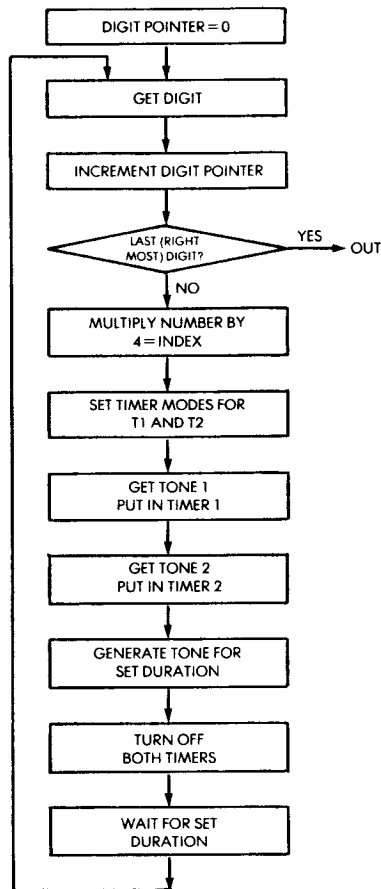 DIGIT POINTER = 0
GET DIGIT
INCREMENT DIGIT POINTER
LAST (RIGHT
MOST) DIGIT?
YES
OUT
NO
MULTIPLY NUMBER BY
4 = INDEX
SET TIMER MODES FOR
T1 AND T2
GET TONE 1
PUT IN TIMER 1
GET TONE 2
PUT IN TIMER 2
GENERATE TONE FOR
SET DURATION
TURN OFF
BOTH TIMERS
WAIT FOR SET
DURATION